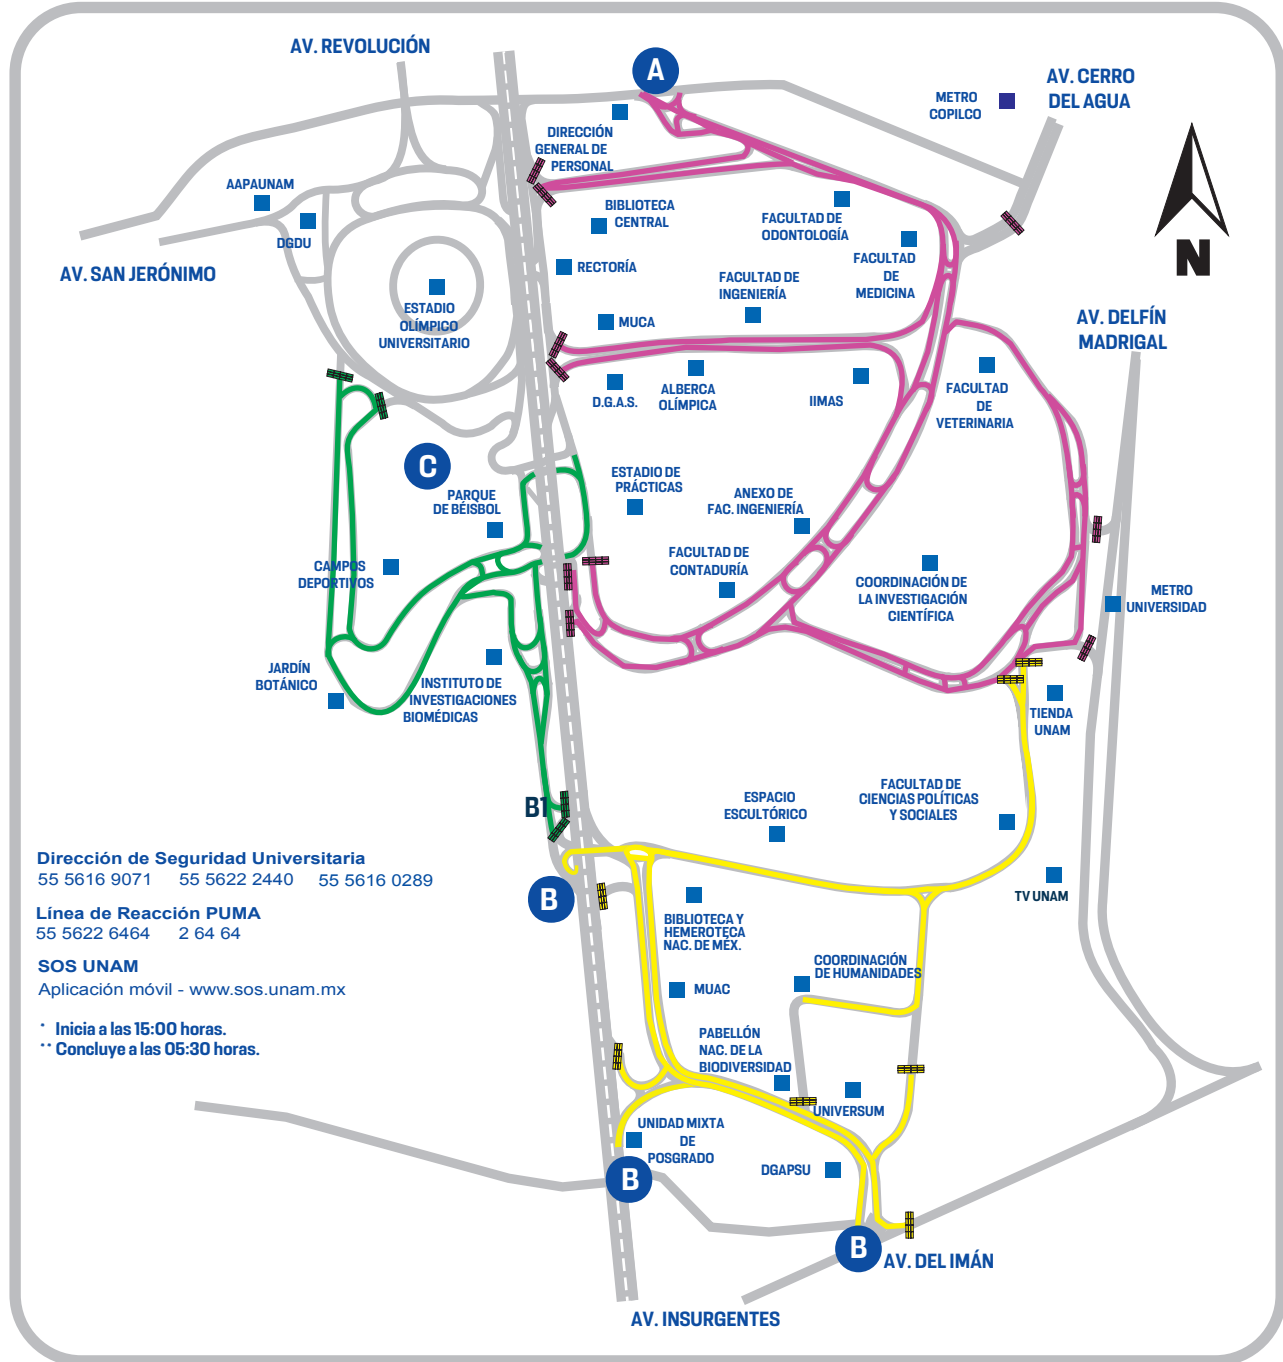 AV. REVOLUCIÓN
A
AV. CERRO
DEL AGUA
METRO
COPILCO
DIRECCIÓN
GENERAL DE
PERSONAL
N
AAPAUNAM
DGDU
BIBLIOTECA
CENTRAL
FACULTAD DE
ODONTOLOGÍA
FACULTAD
DE
MEDICINA
AV. SAN JERÓNIMO
RECTORÍA
FACULTAD DE
INGENIERÍA
ESTADIO
OLÍMPICO
UNIVERSITARIO
MUCA
AV. DELFÍN
MADRIGAL
D.G.A.S.
ALBERCA
OLÍMPICA
IIMAS
FACULTAD
DE
VETERINARIA
C
PARQUE
DE BÉISBOL
ESTADIO DE
PRÁCTICAS
ANEXO DE
FAC. INGENIERÍA
CAMPOS
DEPORTIVOS
FACULTAD DE
CONTADURÍA
COORDINACIÓN DE
LA INVESTIGACIÓN
CIENTÍFICA
METRO
UNIVERSIDAD
JARDÍN
BOTÁNICO
INSTITUTO DE
INVESTIGACIONES
BIOMÉDICAS
TIENDA
UNAM
B1
ESPACIO
ESCULTÓRICO
FACULTAD DE
CIENCIAS POLÍTICAS
Y SOCIALES
Dirección de Seguridad Universitaria
55 5616 9071 55 5622 2440 55 5616 0289
Línea de Reacción PUMA
55 5622 6464 2 64 64
SOS UNAM
Aplicación móvil - www.sos.unam.mx
* Inicia a las 15:00 horas.
** Concluye a las 05:30 horas.
B
TV UNAM
BIBLIOTECA Y
HEMEROTECA
NAC. DE MÉX.
COORDINACIÓN
DE HUMANIDADES
MUAC
PABELLÓN
NAC. DE LA
BIODIVERSIDAD
UNIVERSUM
UNIDAD MIXTA
DE
POSGRADO
B
DGAPSU
B
AV. DEL IMÁN
AV. INSURGENTES